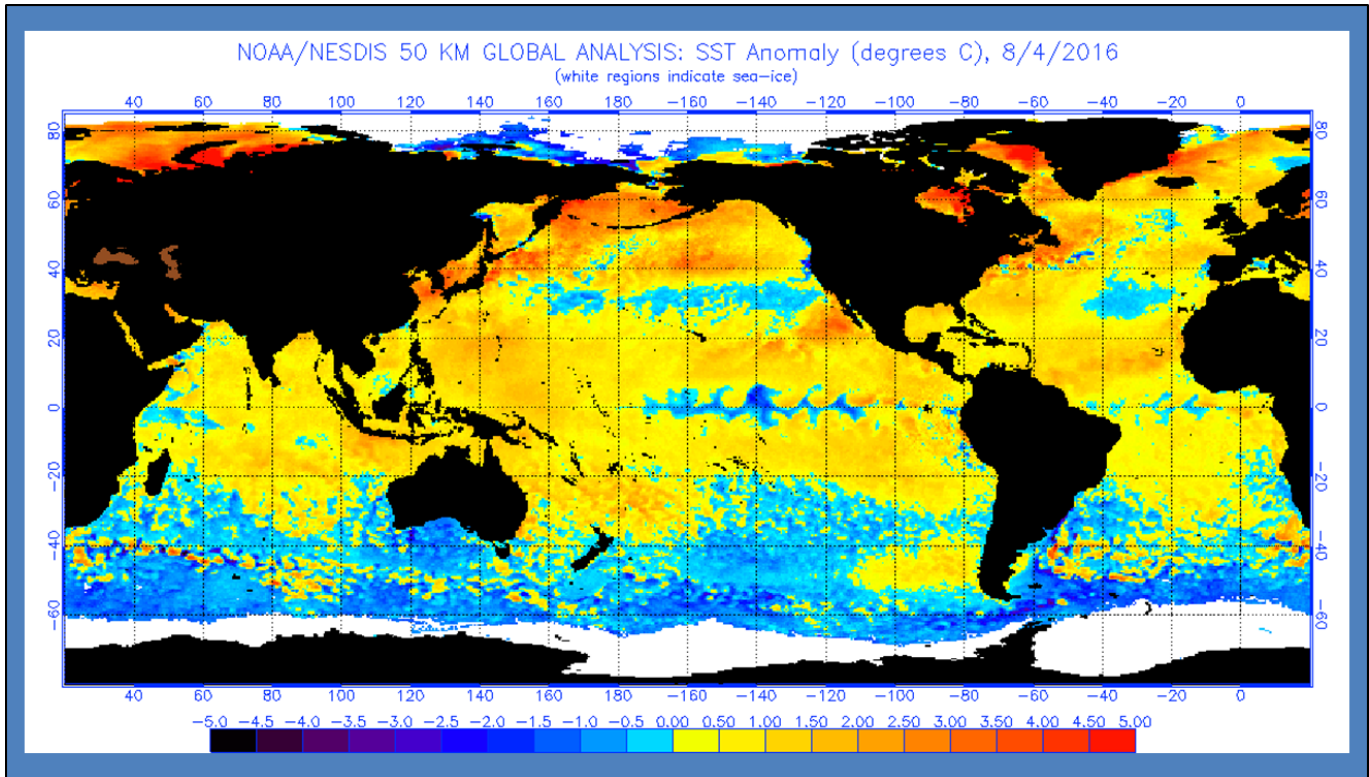 NOAA/NESDIS 50 KM GLOBAL ANALYSIS: SST Anomaly (degrees C), 8/4/2016
(white regions indicate sea-ice)
40 60 80 100 120 140 160 180 -160 -140 -120 -100 -80 -60 -40 -20 0
80 80
60 60
40 40
20 20
0 0
-20 -20
-40 -40
-60 -60
40 60 80 100 120 140 160 180 -160 -140 -120 -100 -80 -60 -40 -20 0
-5.0 -4.5 -4.0 -3.5 -3.0 -2.5 -2.0 -1.5 -1.0 -0.5 0.00 0.50 1.00 1.50 2.00 2.50 3.00 3.50 4.00 4.50 5.00